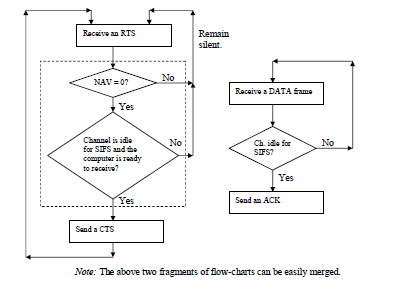 Receive an RTS
Remain
silent.
NAV = 0?
No
Yes
Channel is idle
for SIFS and the
computer is ready
to receive?
No
Yes
Send a CTS
Receive a DATA frame
Ch. idle for
SIFS?
No
Yes
Send an ACK
Note: The above two fragments of flow-charts can be easily merged.